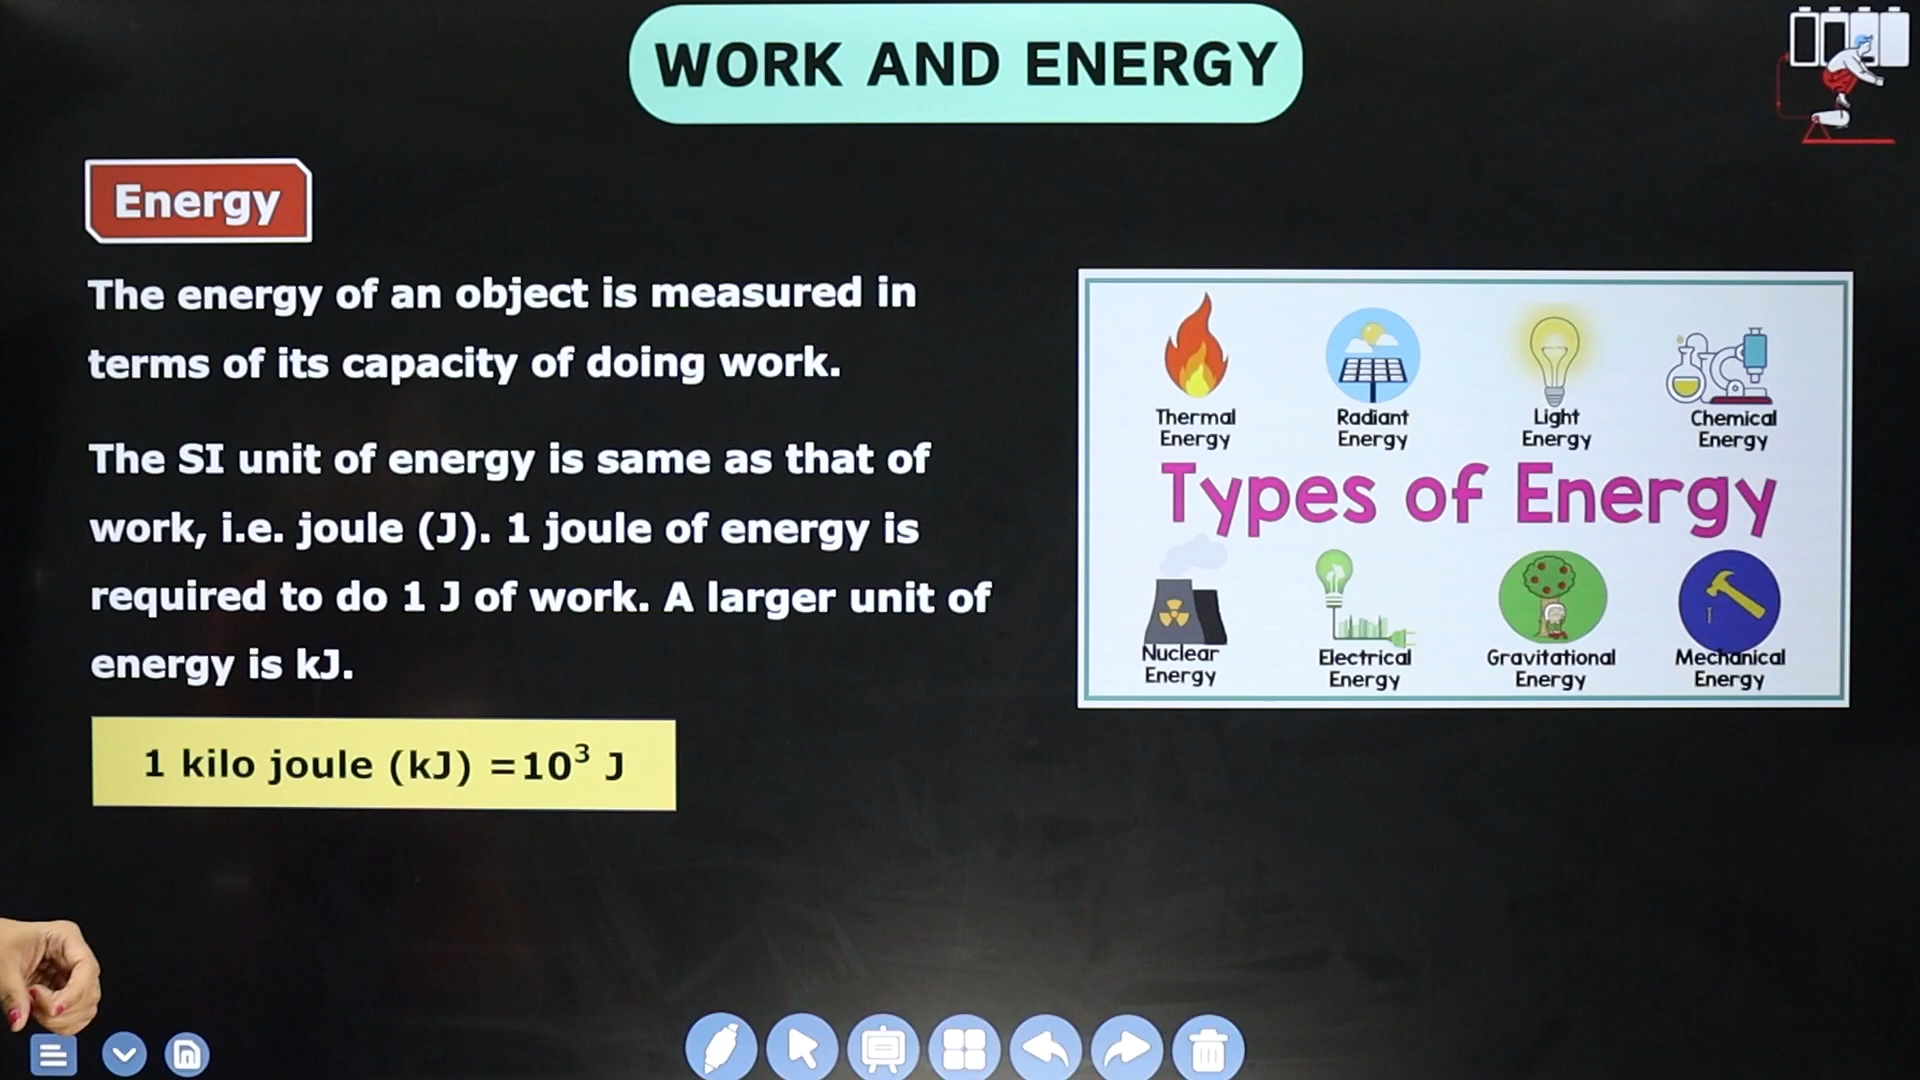 WORK AND ENERGY
Energy
The energy of an object is measured in
terms of its capacity of doing work.
The SI unit of energy is same as that of
work, i.e. joule (J). 1 joule of energy is
required to do 1 J of work. A larger unit of
energy is kJ.
1 kilo joule (kJ) =10³ J
Thermal
Energy
Radiant
Energy
Light
Energy
Chemical
Energy
Types of Energy
Nuclear
Energy
Electrical
Energy
Gravitational
Energy
Mechanical
Energy